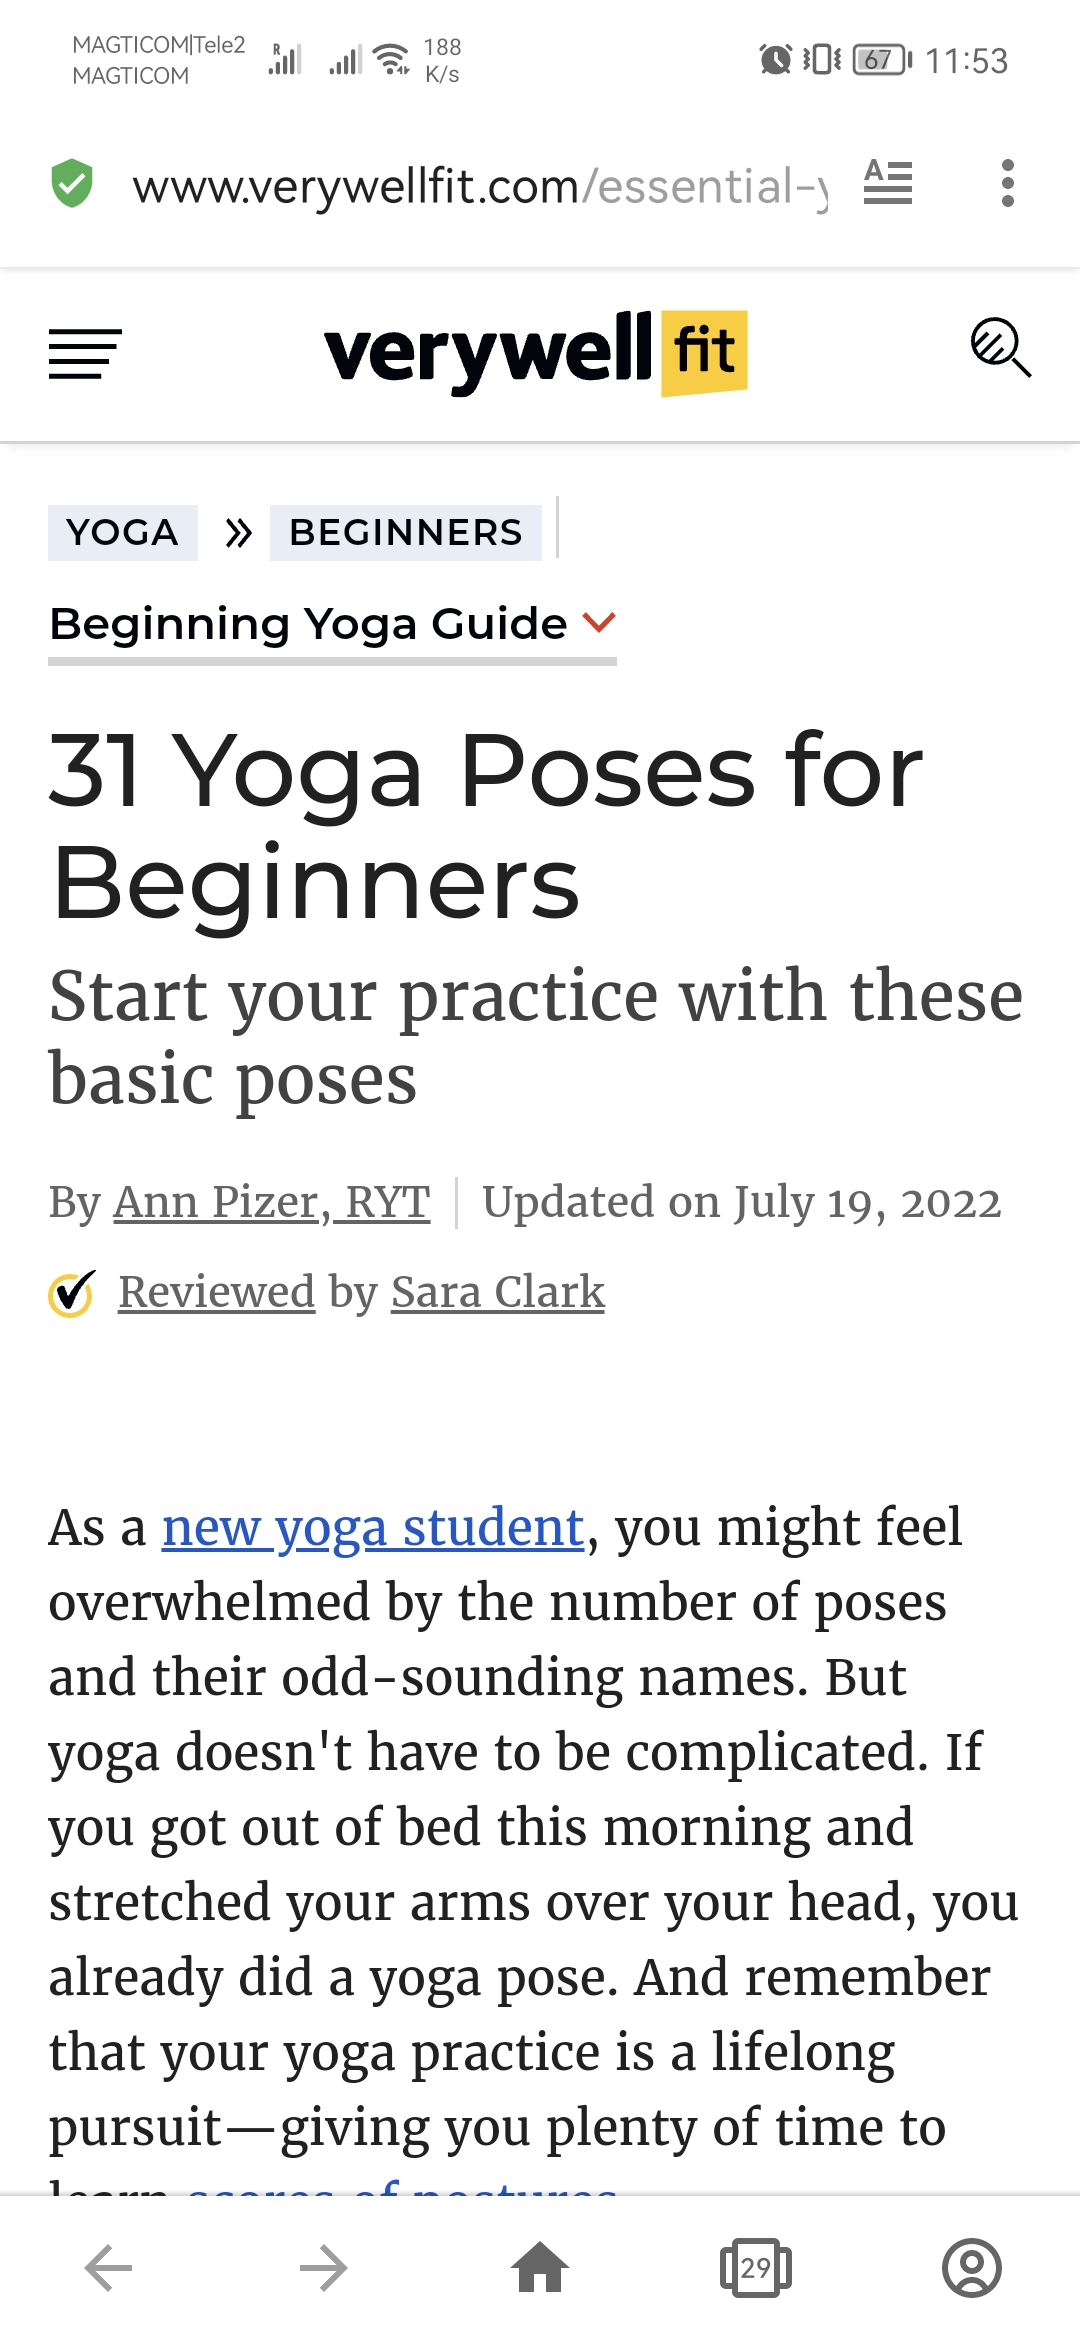 MAGTICOM|Tele2
MAGTICOM
R
188
K/s
67
11:53
www.verywellfit.com/essential-y
A
verywell fit
YOGA » BEGINNERS
Beginning Yoga Guide
31 Yoga Poses for
Beginners
Start your practice with these
basic poses
By Ann Pizer, RYT | Updated on July 19, 2022
Reviewed by Sara Clark
As a new yoga student, you might feel
overwhelmed by the number of poses
and their odd-sounding names. But
yoga doesn't have to be complicated. If
you got out of bed this morning and
stretched your arms over your head, you
already did a yoga pose. And remember
that your yoga practice is a lifelong
pursuit—giving you plenty of time to
learn scores of postures
29